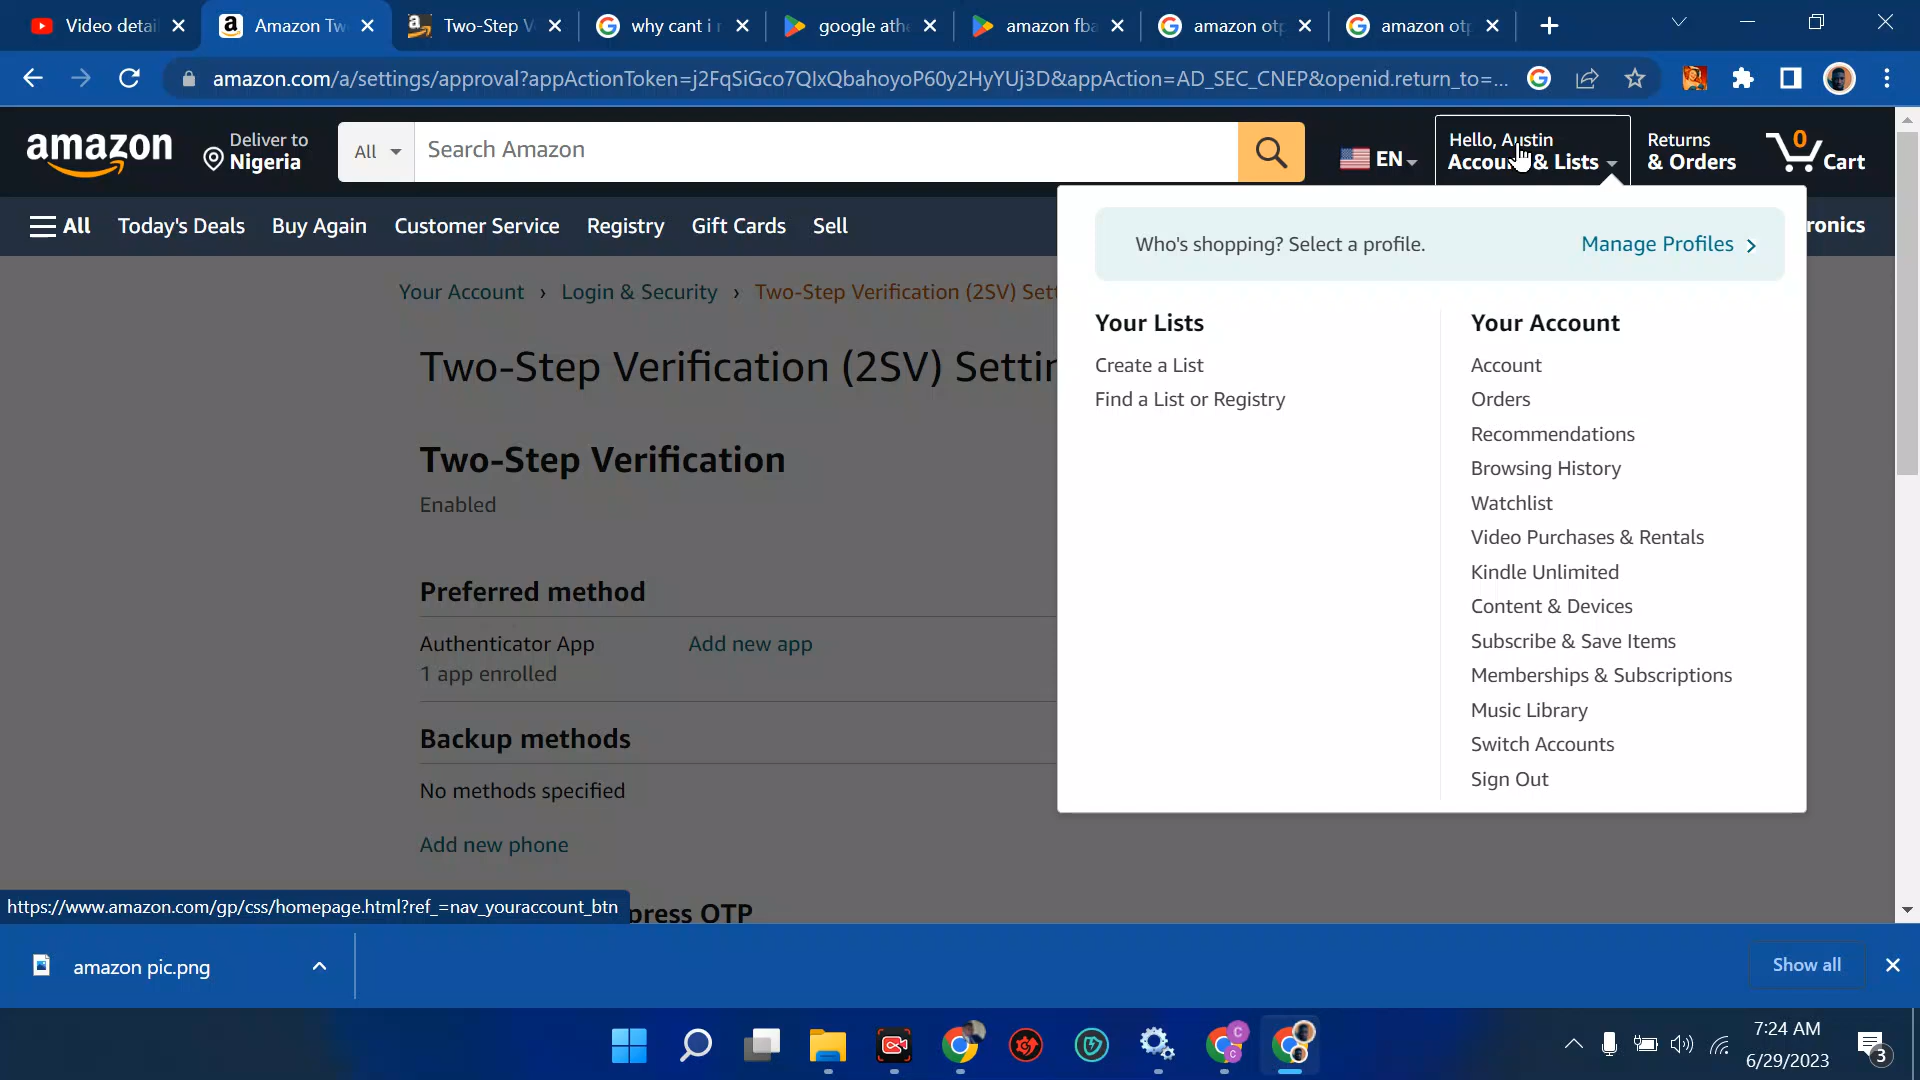 Video detai
Amazon Tw
Two-Step V
why cant i r
google athe
amazon fba
amazon otp
amazon otp
amazon.com/a/settings/approval?appActionToken=j2FqSiGco7QIxQbahoyoP60y2HyYUj3D&appAction=AD_SEC_CNEP&openid.return_to=...
amazon
Deliver to
Nigeria
All
Search Amazon
EN
Hello, Austin
Account & Lists
Returns
& Orders
0
Cart
All
Today's Deals
Buy Again
Customer Service
Registry
Gift Cards
Sell
ronics
Who's shopping? Select a profile.
Manage Profiles
Your Account › Login & Security › Two-Step Verification (2SV) Sett
Two-Step Verification (2SV) Settin
Two-Step Verification
Enabled
Preferred method
Authenticator App
Add new app
1 app enrolled
Backup methods
No methods specified
Add new phone
press OTP
Your Lists
Create a List
Find a List or Registry
Your Account
Account
Orders
Recommendations
Browsing History
Watchlist
Video Purchases & Rentals
Kindle Unlimited
Content & Devices
Subscribe & Save Items
Memberships & Subscriptions
Music Library
Switch Accounts
Sign Out
https://www.amazon.com/gp/css/homepage.html?ref_=nav_youraccount_btn
amazon pic.png
Show all
C
C
7:24 AM
6/29/2023
3